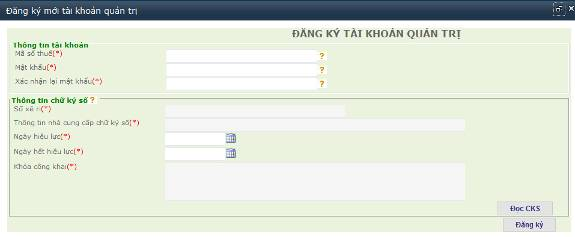 Đăng ký mới tài khoản quản trị
ĐĂNG KÝ TÀI KHOẢN QUẢN TRỊ
Thông tin tài khoản
Mã số thuế(*)
?
Mật khẩu(*)
?
Xác nhận lại mật khẩu(*)
?
Thông tin chữ ký số ?
Số xê ri(*)
Thông tin nhà cung cấp chữ ký số(*)
Ngày hiệu lực(*)
Ngày hết hiệu lực(*)
Khóa công khai(*)
Đọc CKS
Đăng ký